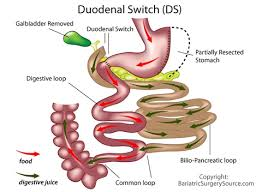 Duodenal Switch (DS)
Galbladder Removed
Duodenal Switch
Partially Resected
Stomach
Digestive loop
food
digestive juice
Common loop
Bilio-Pancreatic loop
Copyright:
BariatricSurgerySource.com